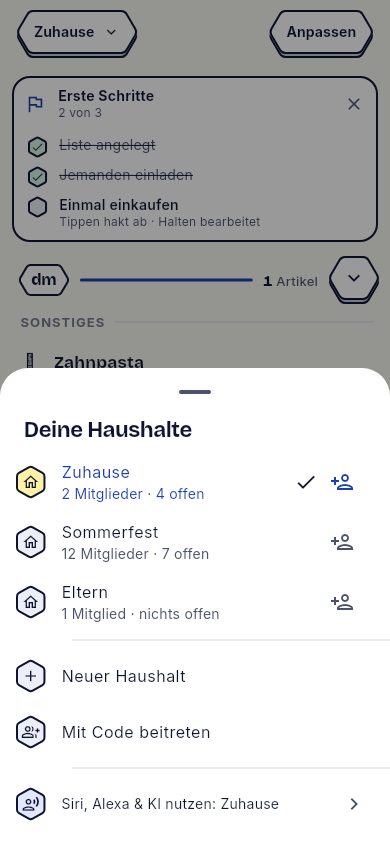 Zuhause
Anpassen
Erste Schritte
2 von 3
Liste angelegt
Jemanden einladen
Einmal einkaufen
Tippen hakt ab · Halten bearbeitet
dm
1 Artikel
SONSTIGES
Zahnpasta
Deine Haushalte
Zuhause
2 Mitglieder · 4 offen
Sommerfest
12 Mitglieder · 7 offen
Eltern
1 Mitglied · nichts offen
Neuer Haushalt
Mit Code beitreten
Siri, Alexa & KI nutzen: Zuhause